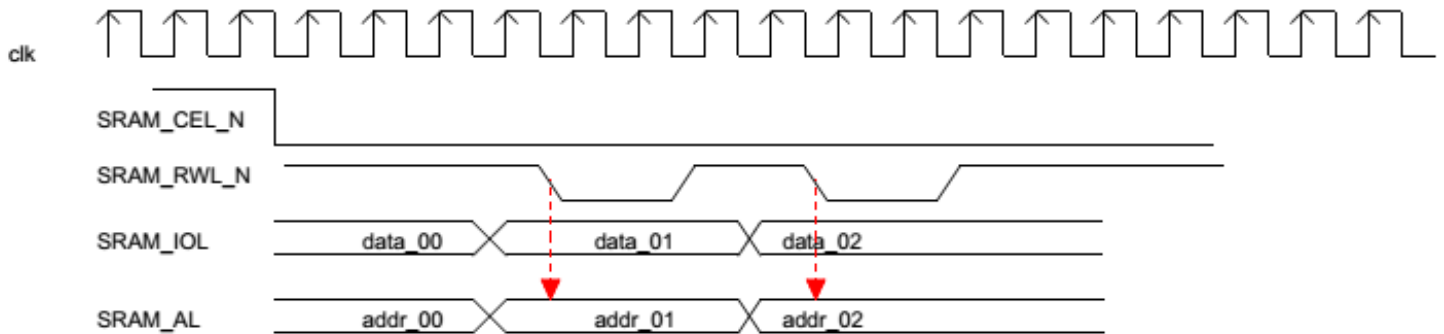 clk
SRAM_CEL_N
SRAM_RWL_N
SRAM_IOL data_00 data_01 data_02
SRAM_AL addr_00 addr_01 addr_02